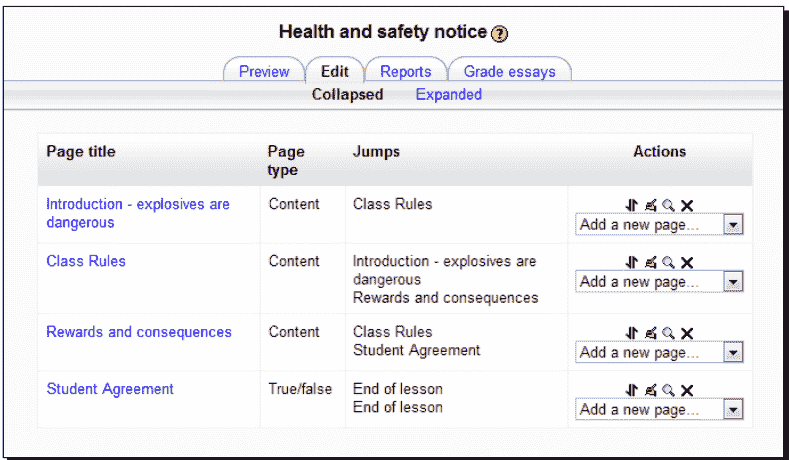 Health and safety notice ?
Preview Edit Reports Grade essays
Collapsed Expanded
Page title Page type Jumps Actions
Introduction - explosives are dangerous Content Class Rules Add a new page...
Class Rules Content Introduction - explosives are dangerous
Rewards and consequences Add a new page...
Rewards and consequences Content Class Rules
Student Agreement Add a new page...
Student Agreement True/false End of lesson
End of lesson Add a new page...